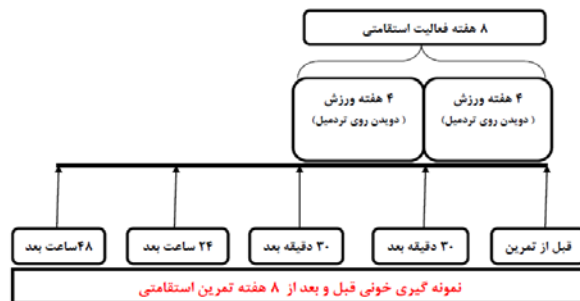 ۸ هفته فعالیت استقامتی
۴ هفته ورزش
( دویدن روی تردمیل)
۴ هفته ورزش
( دویدن روی تردمیل)
قبل از تمرین
۳۰ دقیقه بعد
۳۰ دقیقه بعد
۲۴ ساعت بعد
۴۸ساعت بعد
نمونه گیری خونی قبل و بعد از ۸ هفته تمرین استقامتی